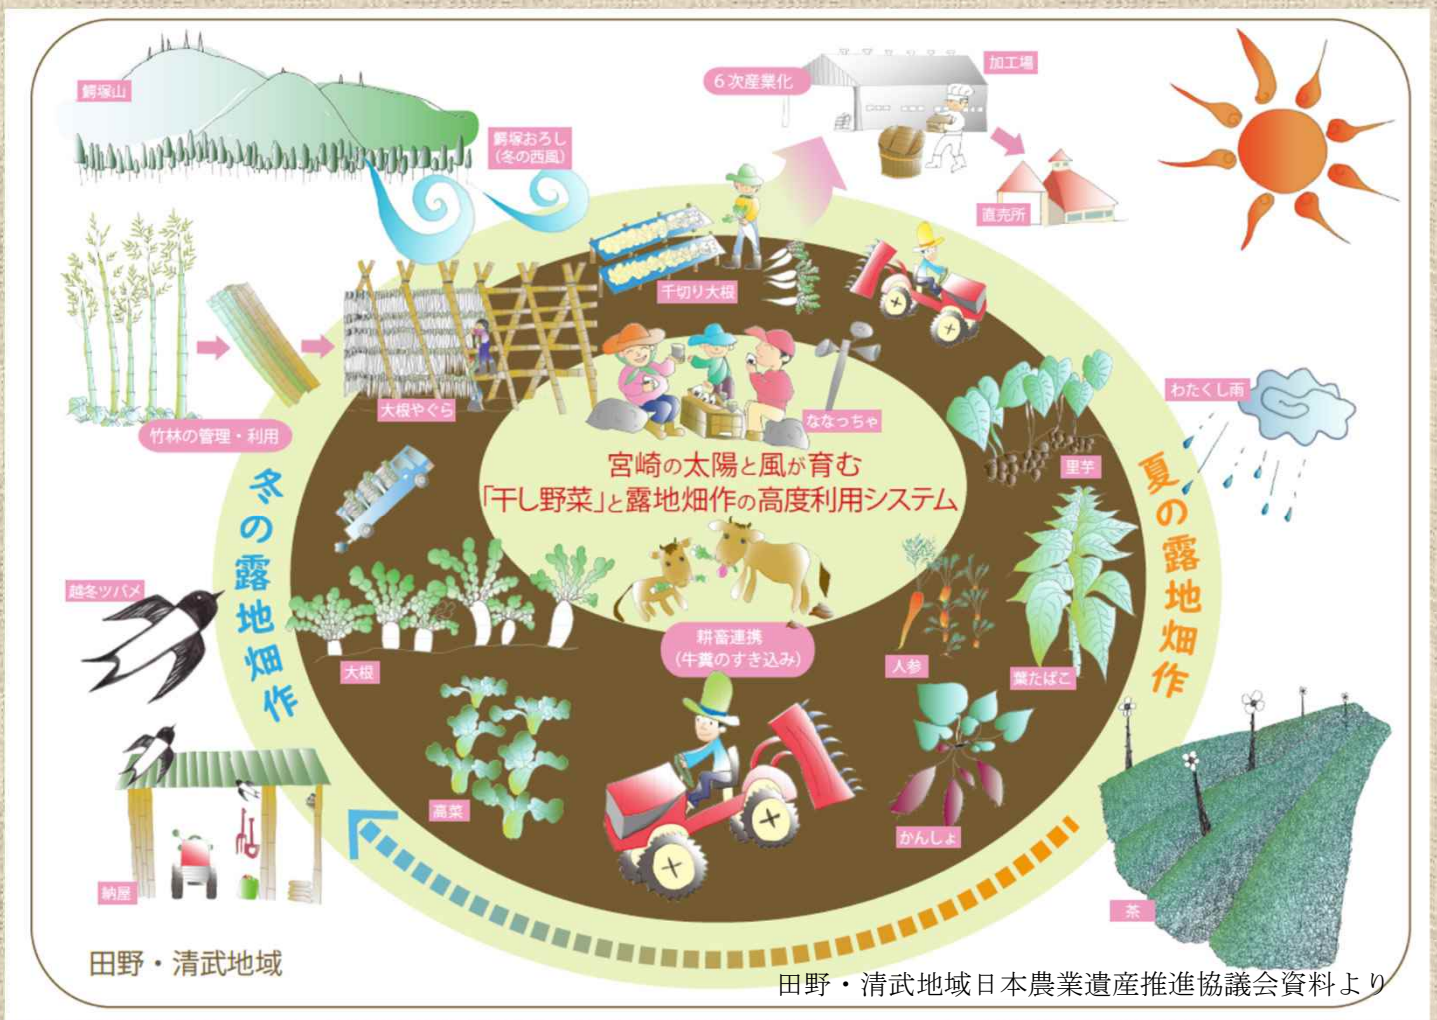 鰐塚山
鰐塚おろし
(冬の西風)
6次産業化
加工場
直売所
千切り大根
大根やぐら
竹林の管理・利用
ななっちゃ
宮崎の太陽と風が育む
「干し野菜」と露地畑作の高度利用システム
里芋
わたくし雨
冬の露地畑作
夏の露地畑作
越冬ツバメ
大根
耕畜連携
(牛糞のすき込み)
人参
葉たばこ
高菜
かんしょ
納屋
茶
田野・清武地域
田野・清武地域日本農業遺産推進協議会資料より